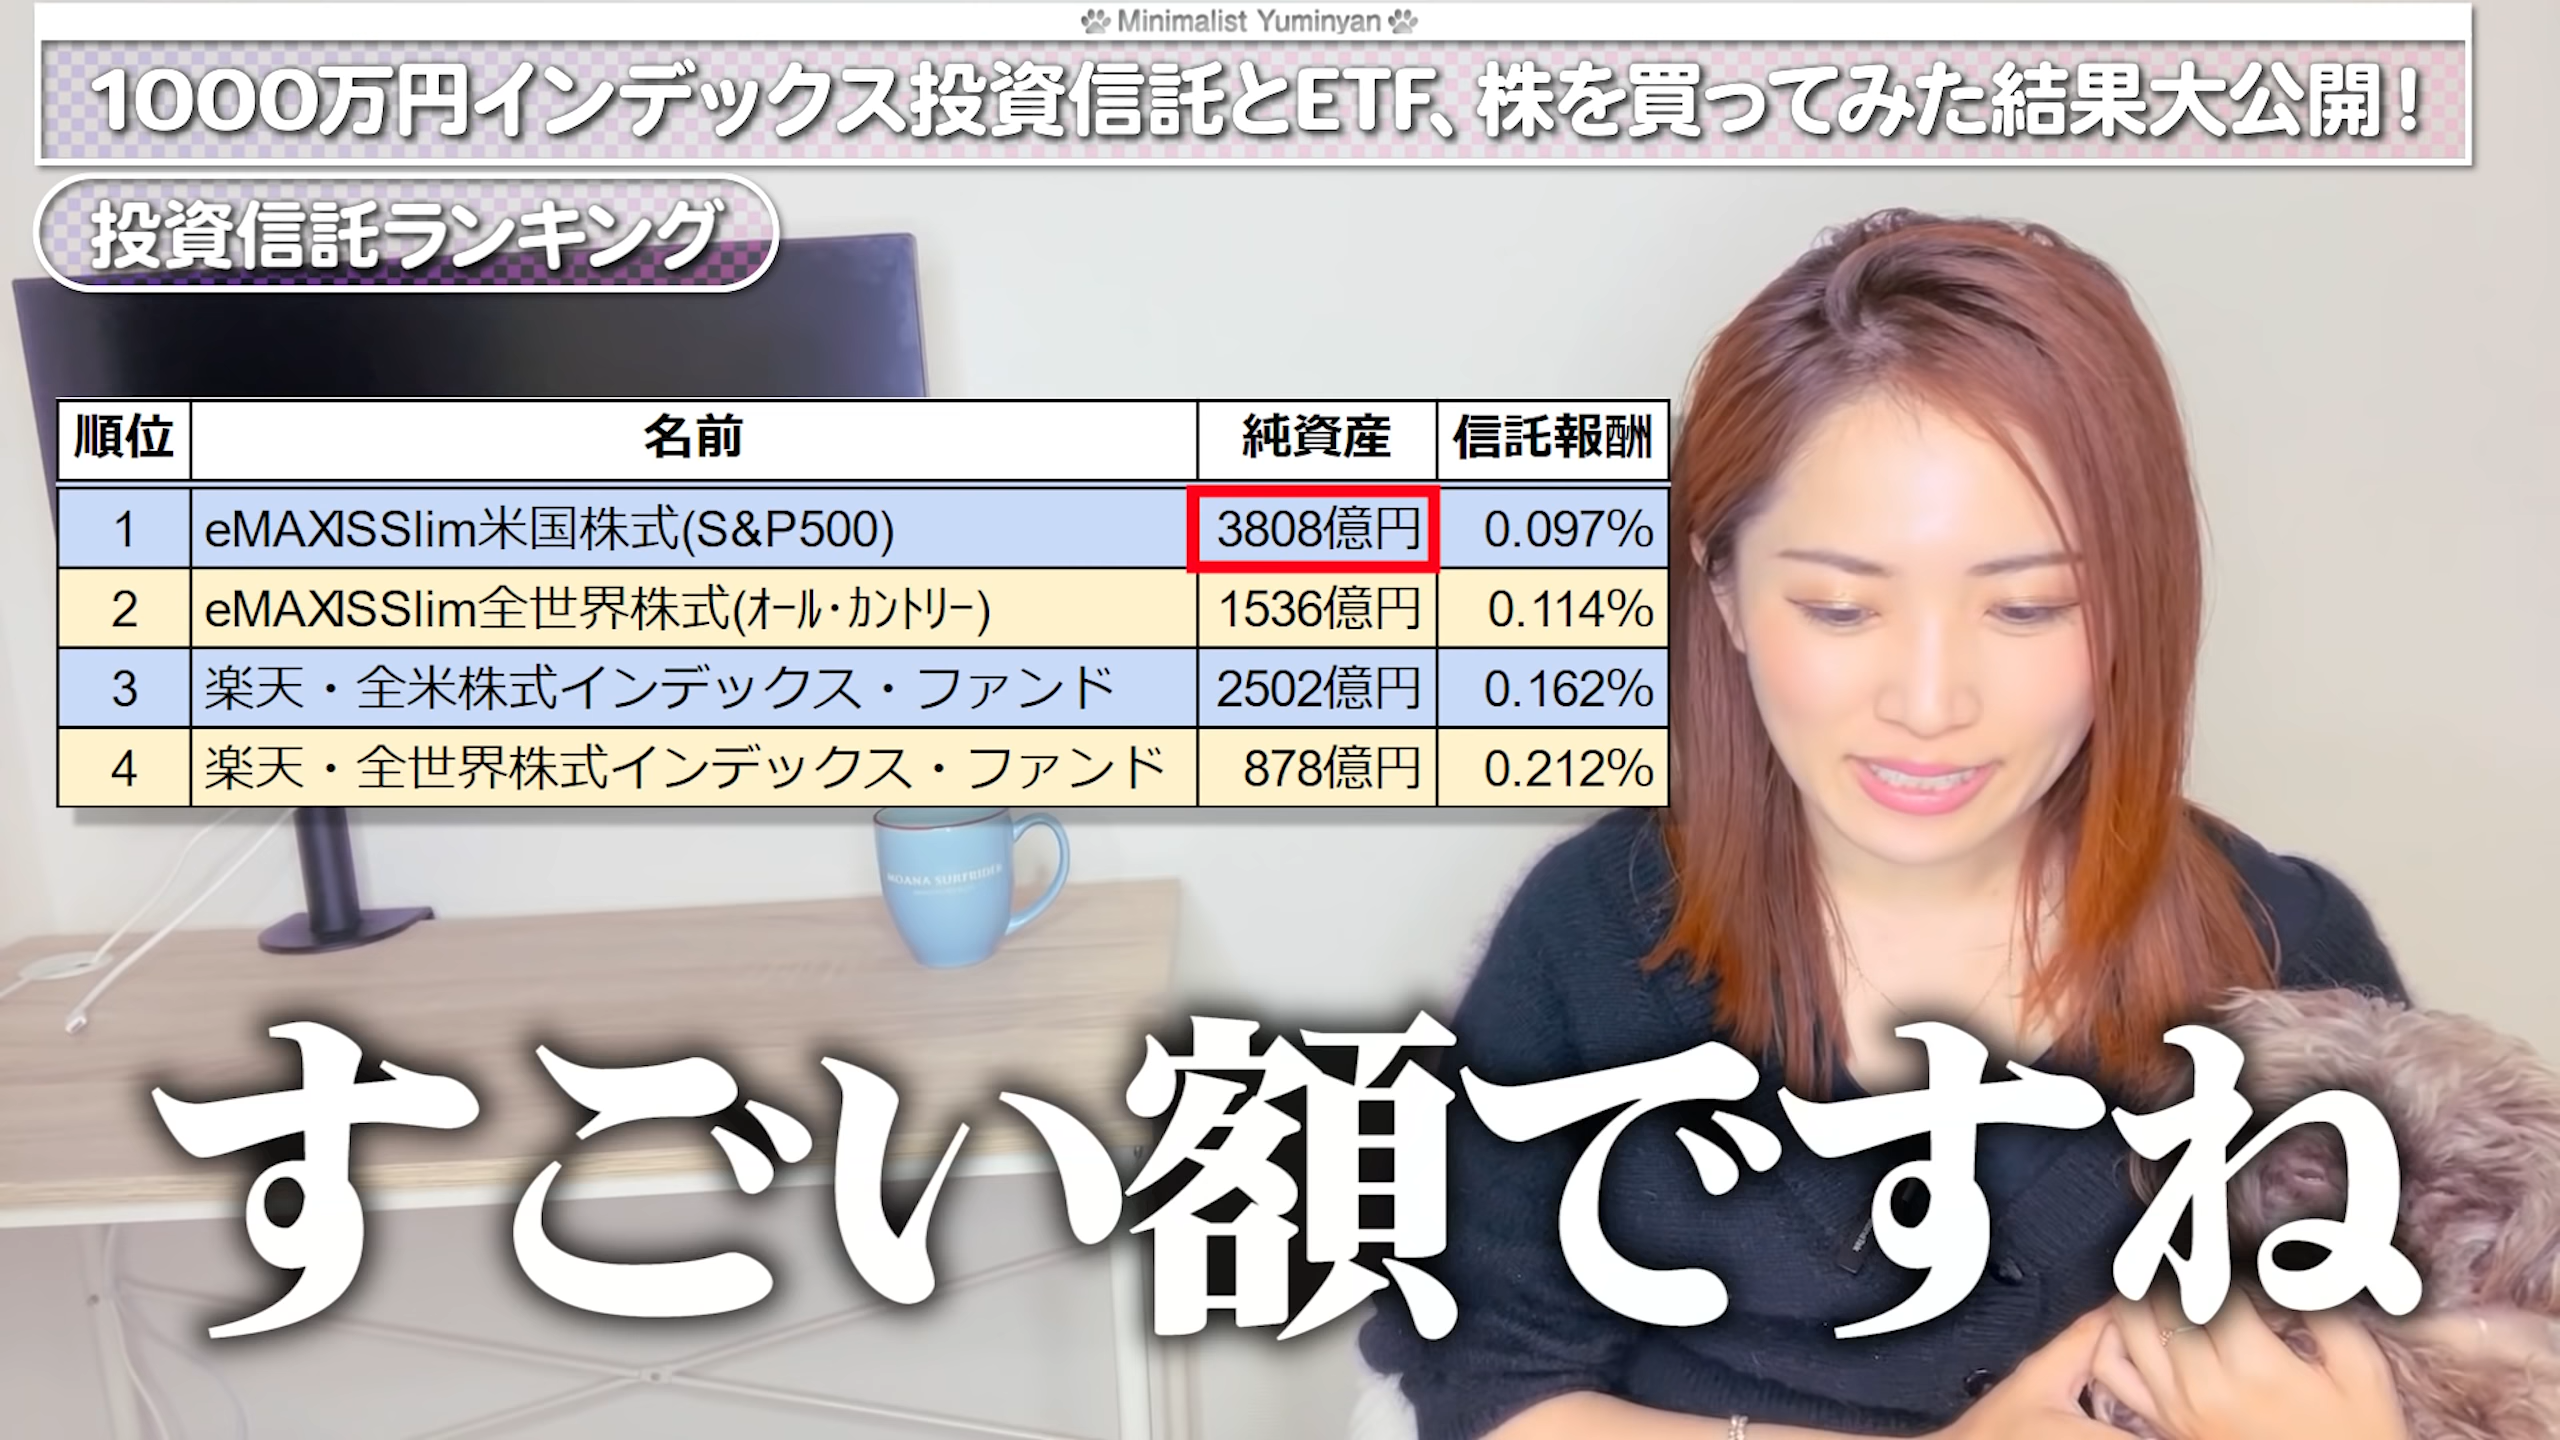 Minimalist Yuminyan
1000万円インデックス投資信託とETF、株を買ってみた結果大公開!
投資信託ランキング
順位 名前 純資産 信託報酬
1 eMAXISSlim米国株式(S&P500) 3808億円 0.097%
2 eMAXISSlim全世界株式(ｵｰﾙ･ｶﾝﾄﾘｰ) 1536億円 0.114%
3 楽天・全米株式インデックス・ファンド 2502億円 0.162%
4 楽天・全世界株式インデックス・ファンド 878億円 0.212%
MOANA SURFRIDER
すごい額ですね